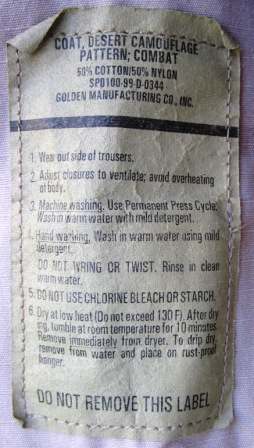 COAT, DESERT CAMOUFLAGE
PATTERN; COMBAT
50% COTTON/50% NYLON
SPO100-99-D-0344
GOLDEN MANUFACTURING CO., INC.
1. Wear out side of trousers.
2. Adjust closures to ventilate; avoid overheating
of body.
3. Machine washing, Use Permanent Press Cycle;
Wash in warm water with mild detergent.
4. Hand washing, Wash in warm water using mild
detergent.
DO NOT WRING OR TWIST. Rinse in clean
warm water.
5. DO NOT USE CHLORINE BLEACH OR STARCH.
6. Dry at low heat (Do not exceed 130 F). After dry
ing, tumble at room temperature for 10 minutes.
Remove immediately from dryer. To drip dry,
remove from water and place on rust-proof
hanger.
DO NOT REMOVE THIS LABEL